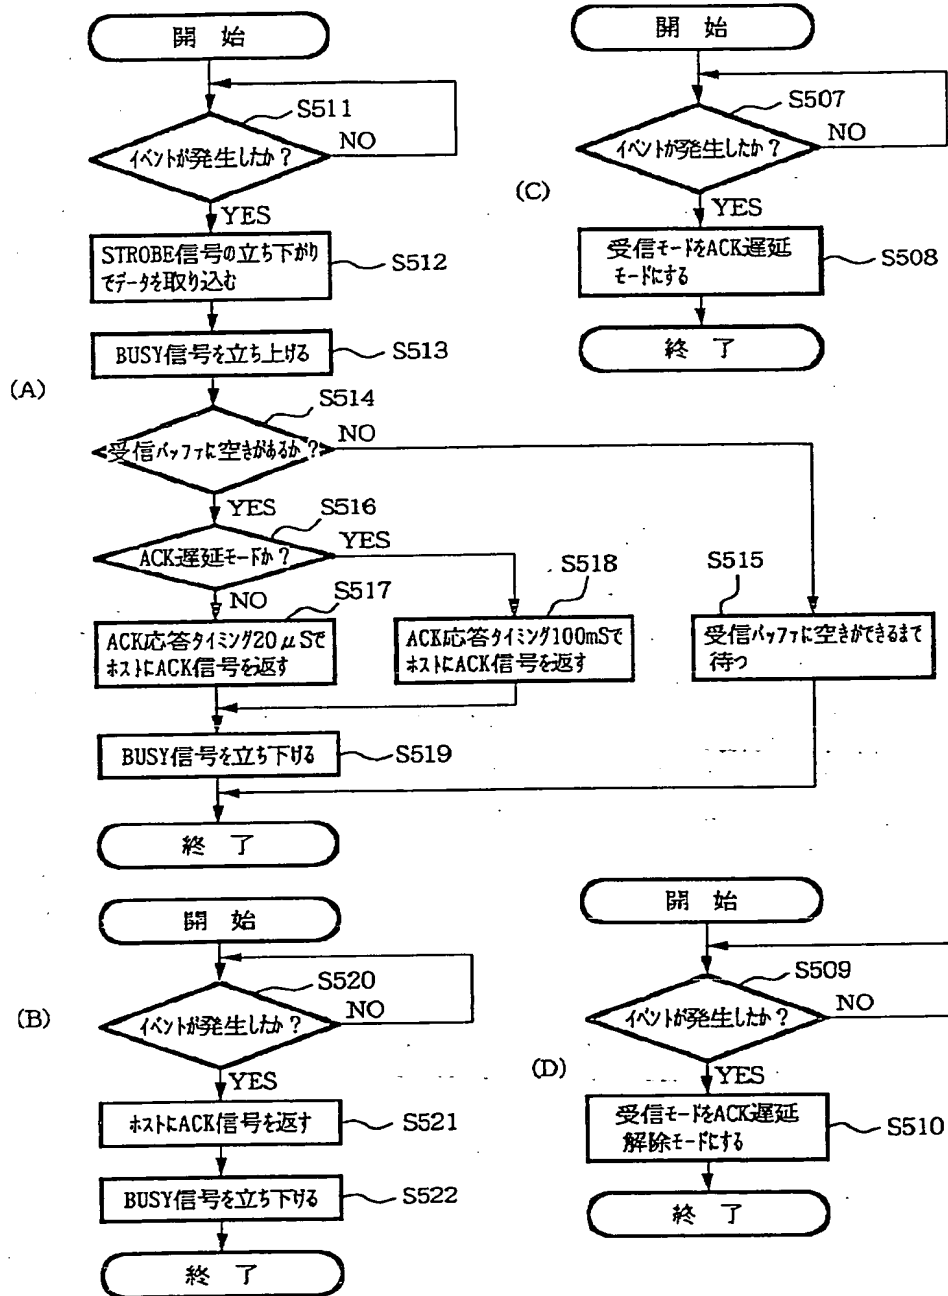 (A)
開 始
S511
イベントが発生したか?
NO
YES
STROBE信号の立ち下がり
でデータを取り込む
S512
BUSY信号を立ち上げる
S513
S514
受信バッファに空きがあるか?
NO
YES
S516
ACK遅延モードか?
YES
NO
S517
ACK応答タイミング20μSで
ホストにACK信号を返す
S518
ACK応答タイミング100mSで
ホストにACK信号を返す
S515
受信バッファに空きができるまで
待つ
BUSY信号を立ち下げる
S519
終 了
(C)
開 始
S507
イベントが発生したか?
NO
YES
受信モードをACK遅延
モードにする
S508
終 了
(B)
開 始
S520
イベントが発生したか?
NO
YES
ホストにACK信号を返す
S521
BUSY信号を立ち下げる
S522
終 了
(D)
開 始
S509
イベントが発生したか?
NO
YES
受信モードをACK遅延
解除モードにする
S510
終 了